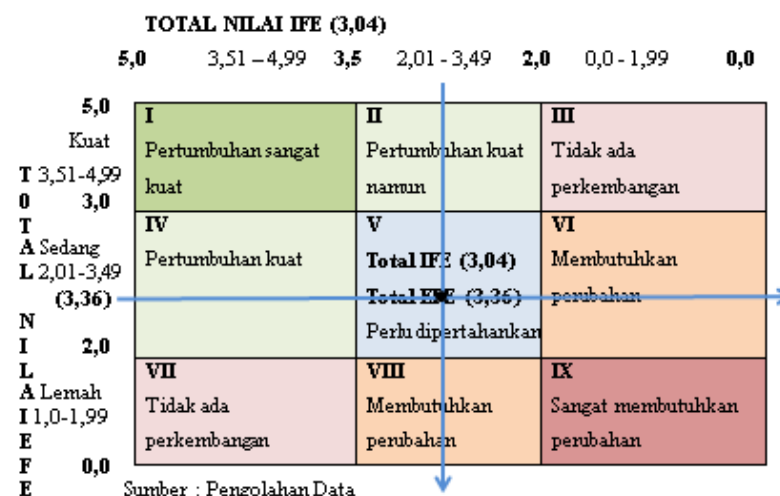 TOTAL NILAI IFE (3,04)
5,0 3,51 – 4,99 3,5 2,01 - 3,49 2,0 0,0 - 1,99 0,0
TOTAL NILAI EFE
5,0
Kuat
3,51-4,99
3,0
Sedang
2,01-3,49
(3,36)
2,0
Lemah
1,0-1,99
0,0
I
Pertumbuhan sangat
kuat
II
Pertumbuhan kuat
namun
III
Tidak ada
perkembangan
IV
Pertumbuhan kuat
V
Total IFE (3,04)
Total EFE (3,36)
Perlu dipertahankan
VI
Membutuhkan
perubahan
VII
Tidak ada
perkembangan
VIII
Membutuhkan
perubahan
IX
Sangat membutuhkan
perubahan
Sumber : Pengolahan Data